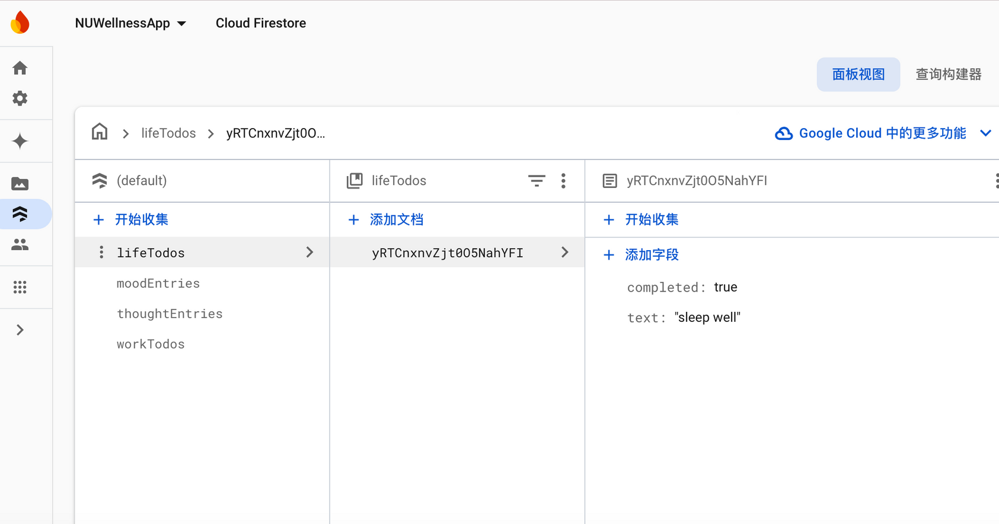 NUWellnessApp
Cloud Firestore
面板视图
查询构建器
lifeTodos
yRTCnxnvZjt0O...
Google Cloud 中的更多功能
(default)
lifeTodos
yRTCnxnvZjt0O5NahYFI
+ 开始收集
+ 添加文档
+ 开始收集
lifeTodos
yRTCnxnvZjt0O5NahYFI
+ 添加字段
moodEntries
completed: true
thoughtEntries
text: "sleep well"
workTodos